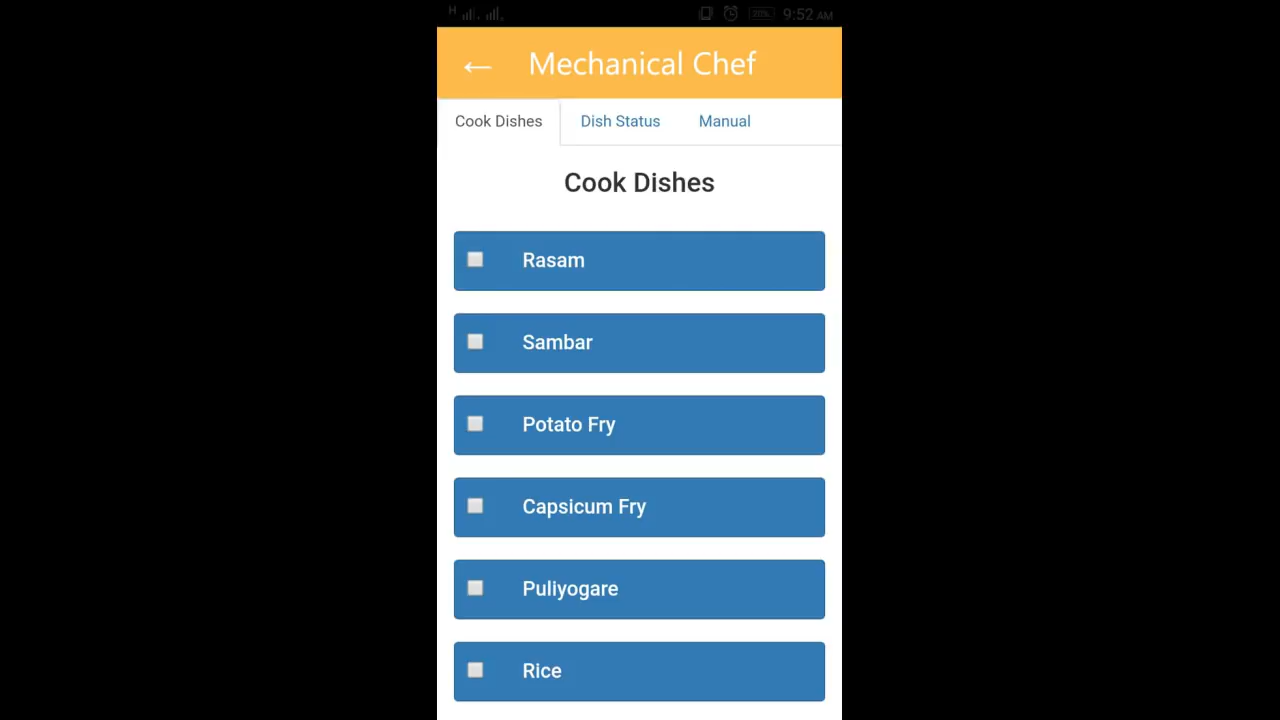 H 20% 9:52 AM
← Mechanical Chef
Cook Dishes Dish Status Manual
Cook Dishes
Rasam
Sambar
Potato Fry
Capsicum Fry
Puliyogare
Rice